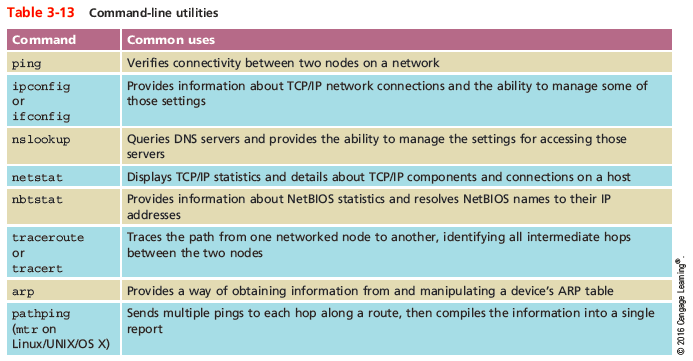 Table 3-13 Command-line utilities
Command Common uses
ping Verifies connectivity between two nodes on a network
ipconfig Provides information about TCP/IP network connections and the ability to manage some of
or those settings
ifconfig
nslookup Queries DNS servers and provides the ability to manage the settings for accessing those
servers
netstat Displays TCP/IP statistics and details about TCP/IP components and connections on a host
nbtstat Provides information about NetBIOS statistics and resolves NetBIOS names to their IP
addresses
traceroute Traces the path from one networked node to another, identifying all intermediate hops
or between the two nodes
tracert
arp Provides a way of obtaining information from and manipulating a device's ARP table
pathping Sends multiple pings to each hop along a route, then compiles the information into a single
(mtr on report
Linux/UNIX/OS X)
© 2016 Cengage Learning®.